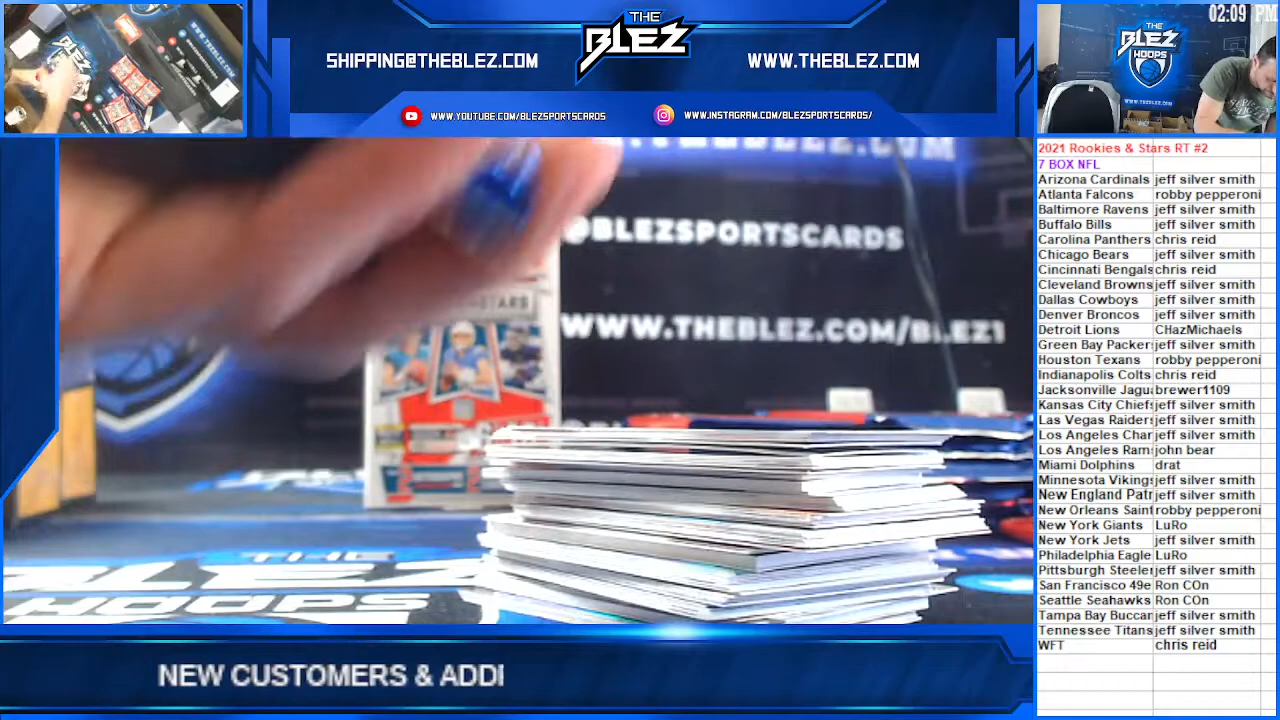 THE
BLEZ
SHIPPING@THEBLEZ.COM
WWW.THEBLEZ.COM
WWW.YOUTUBE.COM/BLEZSPORTSCARDS
WWW.INSTAGRAM.COM/BLEZSPORTSCARDS/
02:09 PM
THE
BLEZ
HOOPS
WWW.THEBLEZ.COM
@BLEZSPORTSCARDS
WWW.THEBLEZ.COM/BLEZ1
STARS
THE
BLEZ
HOOPS
NEW CUSTOMERS & ADDI
2021 Rookies & Stars RT #2
7 BOX NFL
Arizona Cardinals jeff silver smith
Atlanta Falcons robby pepperoni
Baltimore Ravens jeff silver smith
Buffalo Bills jeff silver smith
Carolina Panthers chris reid
Chicago Bears jeff silver smith
Cincinnati Bengals chris reid
Cleveland Browns jeff silver smith
Dallas Cowboys jeff silver smith
Denver Broncos jeff silver smith
Detroit Lions CHazMichaels
Green Bay Packer jeff silver smith
Houston Texans robby pepperoni
Indianapolis Colts chris reid
Jacksonville Jagu brewer1109
Kansas City Chief jeff silver smith
Las Vegas Raider jeff silver smith
Los Angeles Char jeff silver smith
Los Angeles Ram john bear
Miami Dolphins drat
Minnesota Viking jeff silver smith
New England Patr jeff silver smith
New Orleans Saint robby pepperoni
New York Giants LuRo
New York Jets jeff silver smith
Philadelphia Eagle LuRo
Pittsburgh Steele jeff silver smith
San Francisco 49e Ron COn
Seattle Seahawks Ron COn
Tampa Bay Buccar jeff silver smith
Tennessee Titans jeff silver smith
WFT chris reid